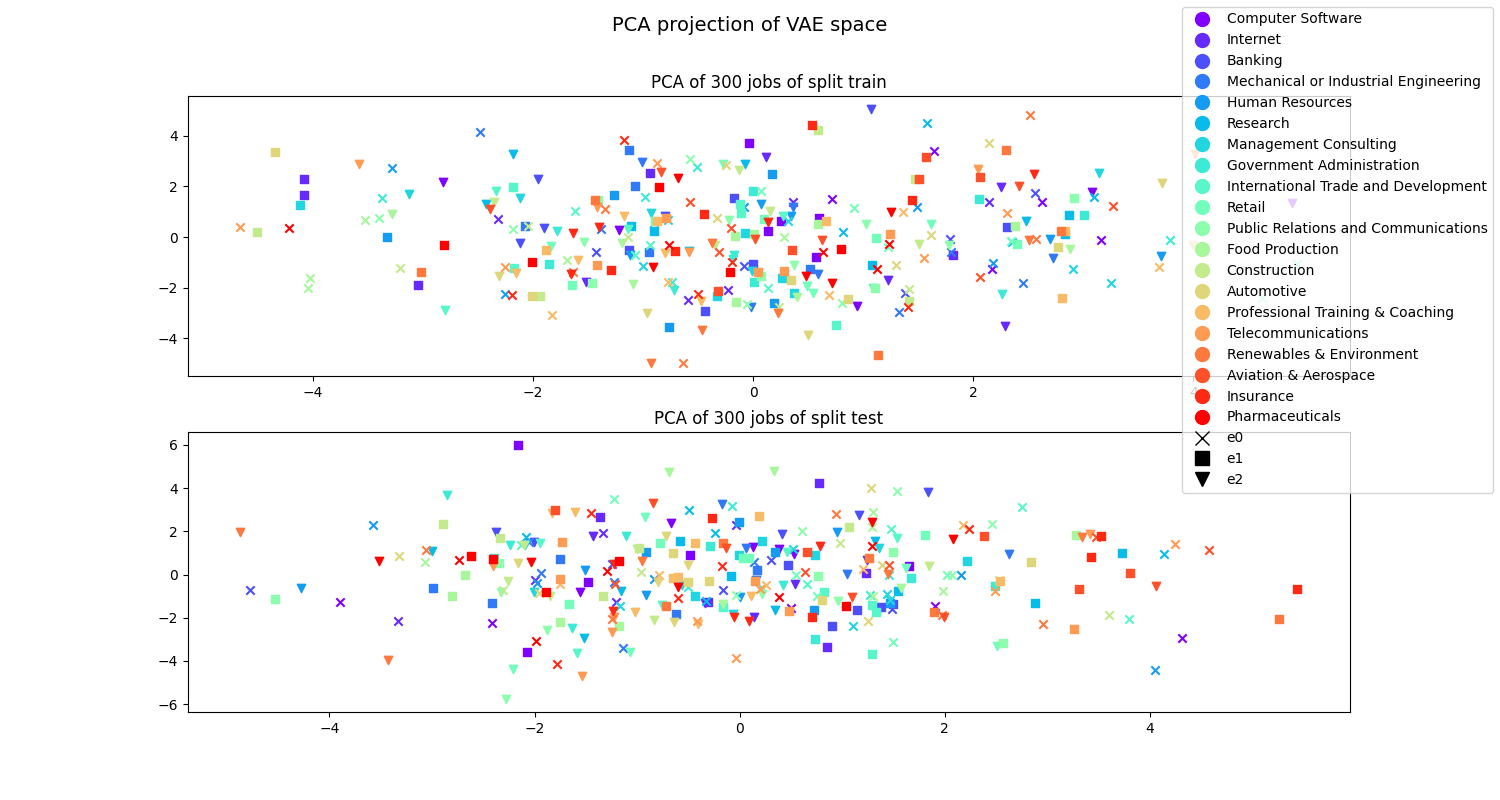 PCA projection of VAE space
PCA of 300 jobs of split train
4
2
0
−2
−4
−4
−2
0
2
4
PCA of 300 jobs of split test
6
4
2
0
−2
−4
−6
−4
−2
0
2
4
Computer Software
Internet
Banking
Mechanical or Industrial Engineering
Human Resources
Research
Management Consulting
Government Administration
International Trade and Development
Retail
Public Relations and Communications
Food Production
Construction
Automotive
Professional Training & Coaching
Telecommunications
Renewables & Environment
Aviation & Aerospace
Insurance
Pharmaceuticals
e0
e1
e2